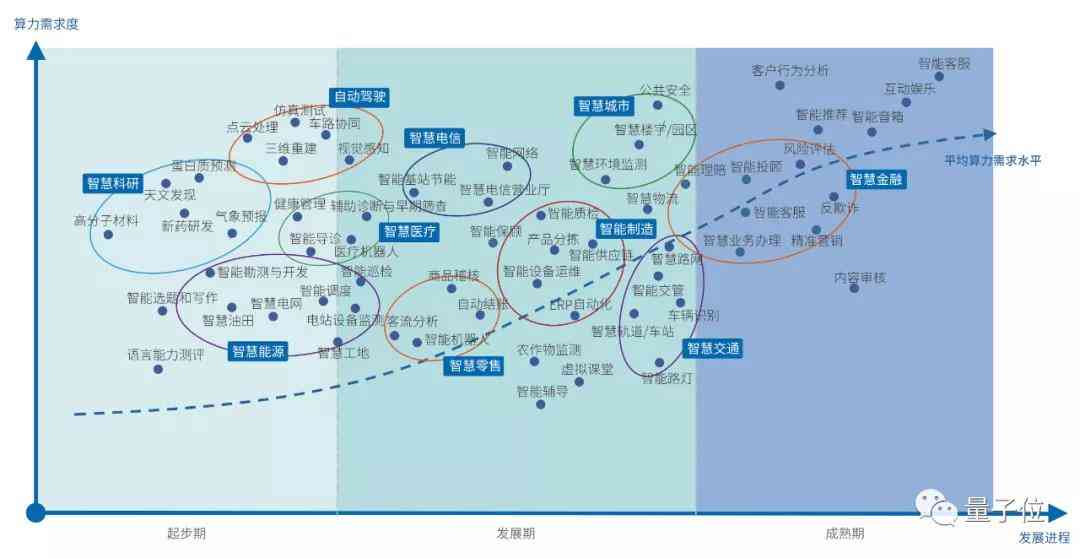 算力需求度
智能客服
客户行为分析
公共安全
互动娱乐
自动驾驶
智慧城市
仿真测试
智能推荐
智能音箱
点云处理
车路协同
智慧电信
智慧楼宇/园区
三维重建
视觉感知
智能网络
智慧环境监测
智能理赔
智能投顾
风险评估
平均算力需求水平
蛋白质预测
智慧科研
智能基站节能
智慧电信营业厅
智慧金融
天文发现
健康管理
辅助诊断与早期筛查
智慧物流
智能客服
反欺诈
高分子材料
新药研发
气象预报
智慧医疗
智能质检
智能制造
智能导诊
医疗机器人
智能保顾
产品分拣
智能供应链
智慧业务办理
精准营销
智慧路网
智能勘测与开发
智能巡检
商品稽核
智能设备运维
内容审核
智能选题和写作
智慧电网
智能调度
自动结账
ERP自动化
智能交管
智慧油田
电站设备监测
客流分析
车辆识别
智慧轨道/车站
语言能力测评
智慧能源
智慧工地
智能机器人
智慧零售
农作物监测
智慧交通
虚拟课堂
智能路灯
智能辅导
量子位
起步期
发展期
成熟期
发展进程